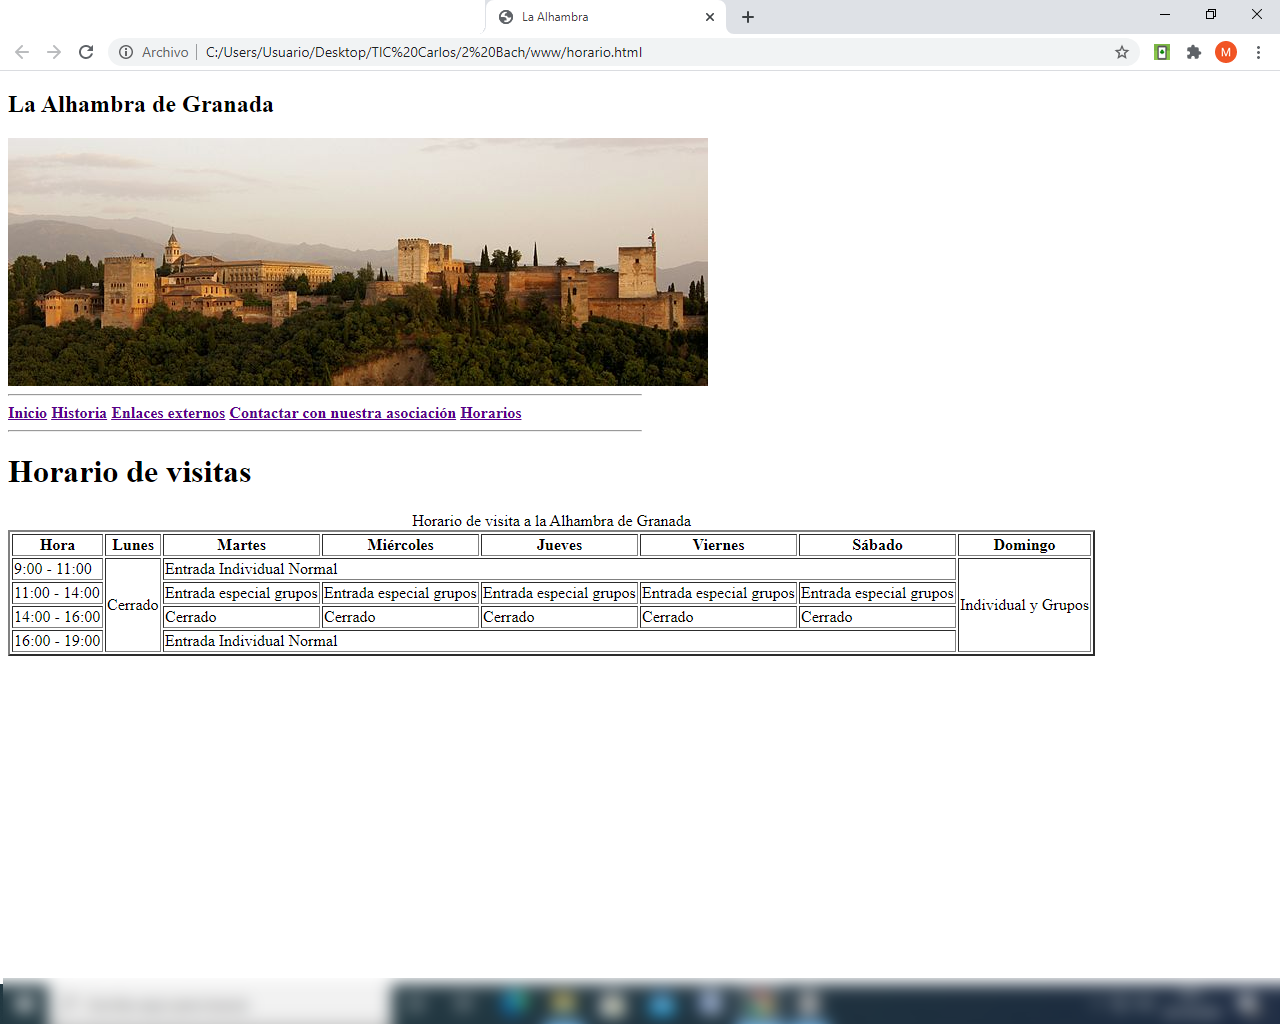 La Alhambra
Archivo C:/Users/Usuario/Desktop/TIC%20Carlos/2%20Bach/www/horario.html M
La Alhambra de Granada
Inicio Historia Enlaces externos Contactar con nuestra asociación Horarios
Horario de visitas
Horario de visita a la Alhambra de Granada
Hora Lunes Martes Miércoles Jueves Viernes Sábado Domingo
9:00 - 11:00 Entrada Individual Normal
11:00 - 14:00 Cerrado Entrada especial grupos Entrada especial grupos Entrada especial grupos Entrada especial grupos Entrada especial grupos Individual y Grupos
14:00 - 16:00 Cerrado Cerrado Cerrado Cerrado Cerrado
16:00 - 19:00 Entrada Individual Normal